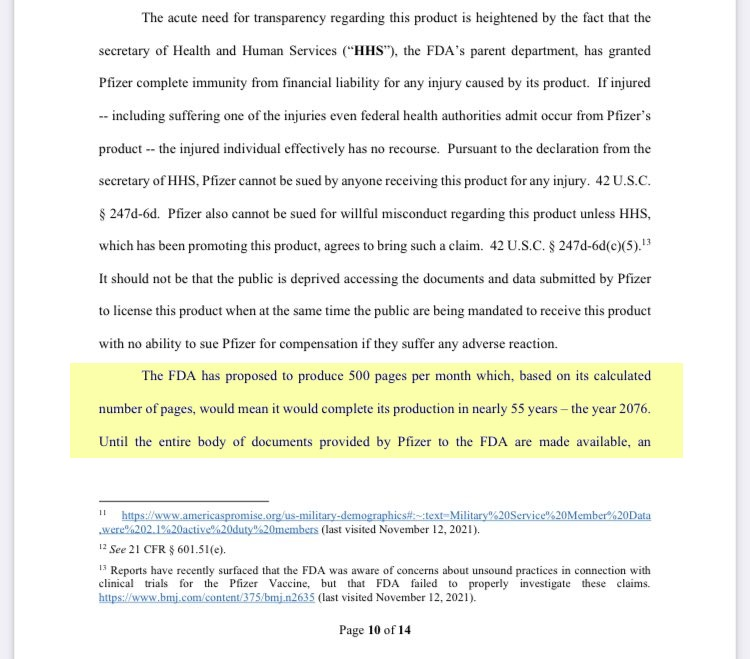 The acute need for transparency regarding this product is heightened by the fact that the
secretary of Health and Human Services (“HHS”), the FDA’s parent department, has granted
Pfizer complete immunity from financial liability for any injury caused by its product. If injured
-- including suffering one of the injuries even federal health authorities admit occur from Pfizer’s
product -- the injured individual effectively has no recourse. Pursuant to the declaration from the
secretary of HHS, Pfizer cannot be sued by anyone receiving this product for any injury. 42 U.S.C.
§ 247d-6d. Pfizer also cannot be sued for willful misconduct regarding this product unless HHS,
which has been promoting this product, agrees to bring such a claim. 42 U.S.C. § 247d-6d(c)(5).13
It should not be that the public is deprived accessing the documents and data submitted by Pfizer
to license this product when at the same time the public are being mandated to receive this product
with no ability to sue Pfizer for compensation if they suffer any adverse reaction.
The FDA has proposed to produce 500 pages per month which, based on its calculated
number of pages, would mean it would complete its production in nearly 55 years – the year 2076.
Until the entire body of documents provided by Pfizer to the FDA are made available, an
11 https://www.americaspromise.org/us-military-demographics#:~:text=Military%20Service%20Member%20Data
,were%202.1%20active%20duty%20members (last visited November 12, 2021).
12 See 21 CFR § 601.51(e).
13 Reports have recently surfaced that the FDA was aware of concerns about unsound practices in connection with
clinical trials for the Pfizer Vaccine, but that FDA failed to properly investigate these claims.
https://www.bmj.com/content/375/bmj.n2635 (last visited November 12, 2021).
Page 10 of 14